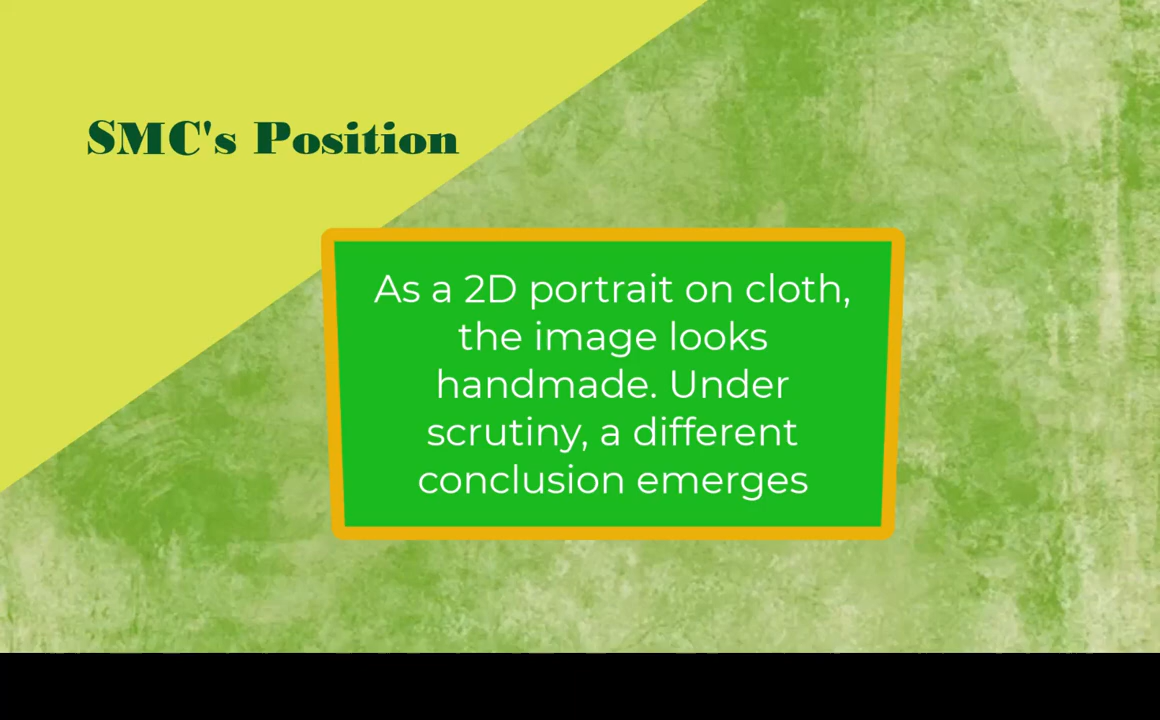 SMC's Position
As a 2D portrait on cloth,
the image looks
handmade. Under
scrutiny, a different
conclusion emerges